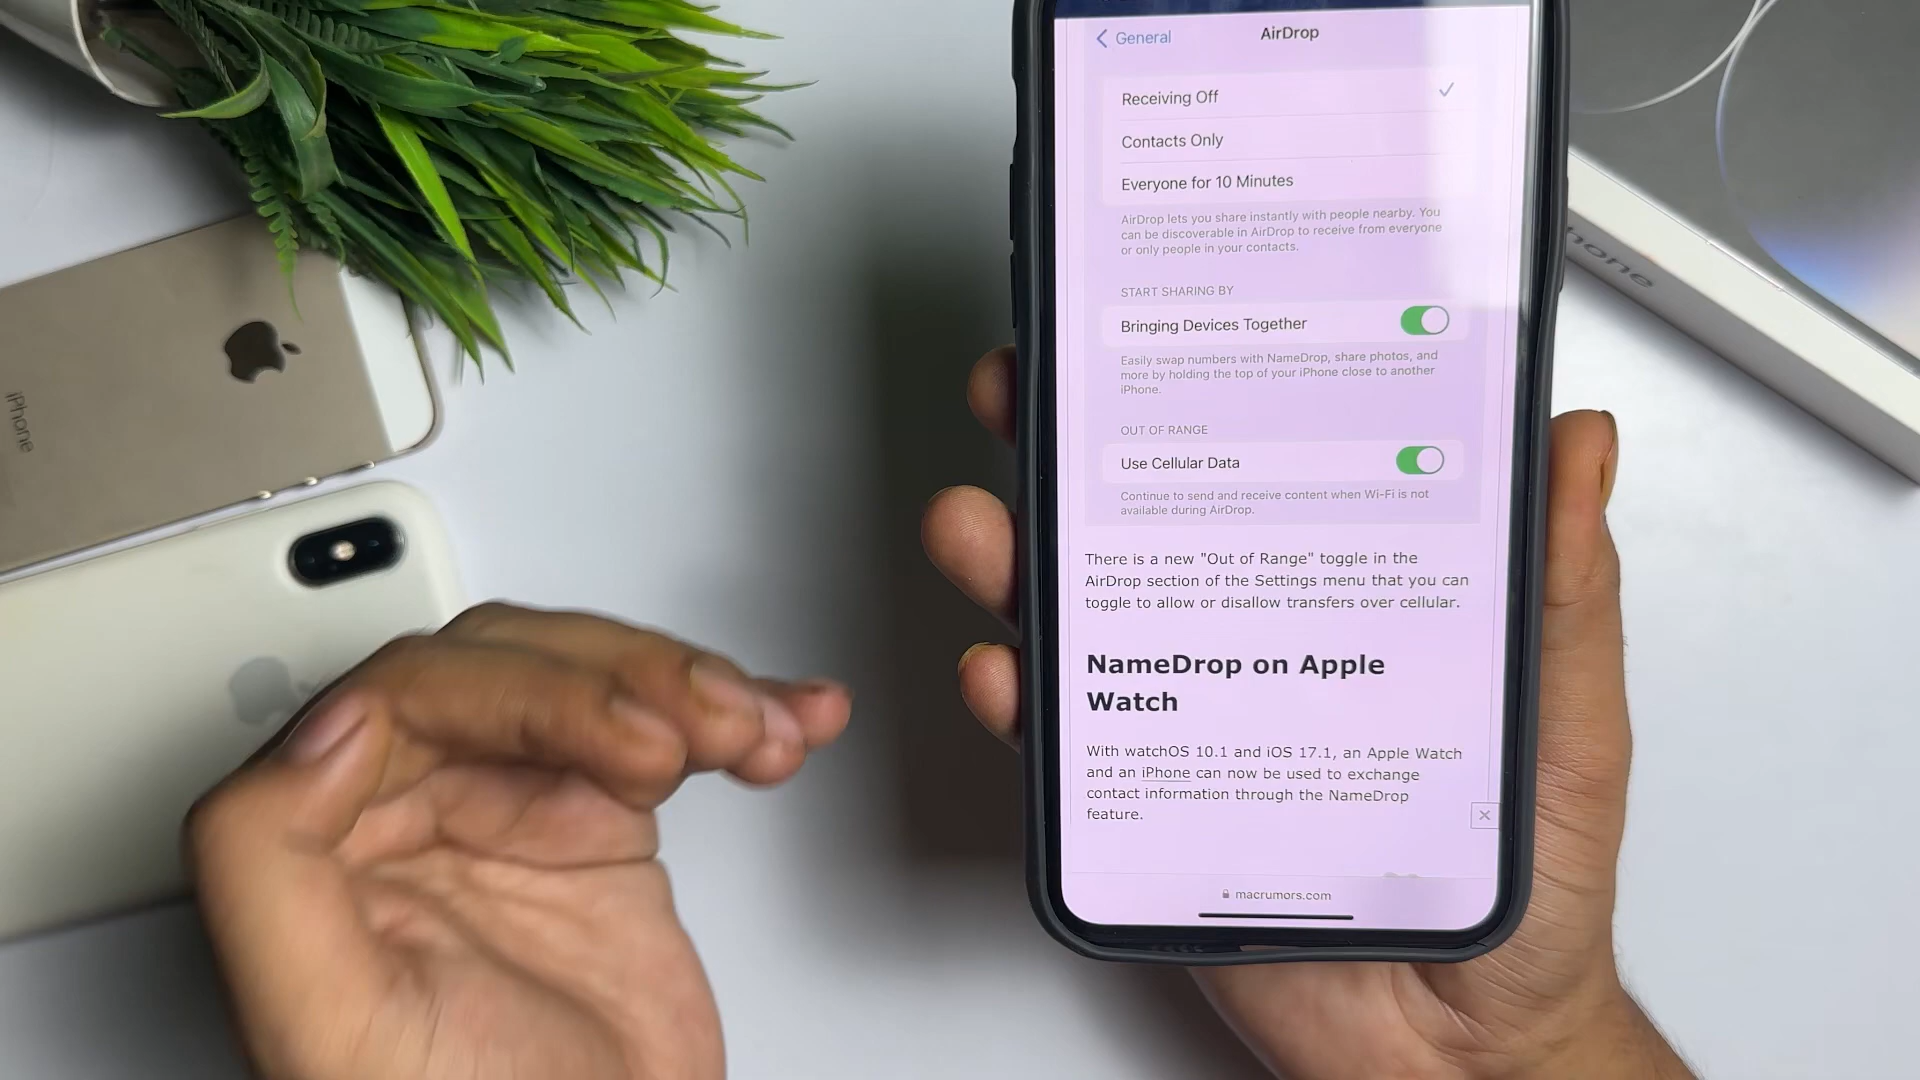 General
AirDrop
Receiving Off
Contacts Only
Everyone for 10 Minutes
AirDrop lets you share instantly with people nearby. You
can be discoverable in AirDrop to receive from everyone
or only people in your contacts.
START SHARING BY
Bringing Devices Together
Easily swap numbers with NameDrop, share photos, and
more by holding the top of your iPhone close to another
iPhone.
OUT OF RANGE
Use Cellular Data
Continue to send and receive content when Wi-Fi is not
available during AirDrop.
There is a new "Out of Range" toggle in the
AirDrop section of the Settings menu that you can
toggle to allow or disallow transfers over cellular.
NameDrop on Apple
Watch
With watchOS 10.1 and iOS 17.1, an Apple Watch
and an iPhone can now be used to exchange
contact information through the NameDrop
feature.
macrumors.com
iPhone
hone